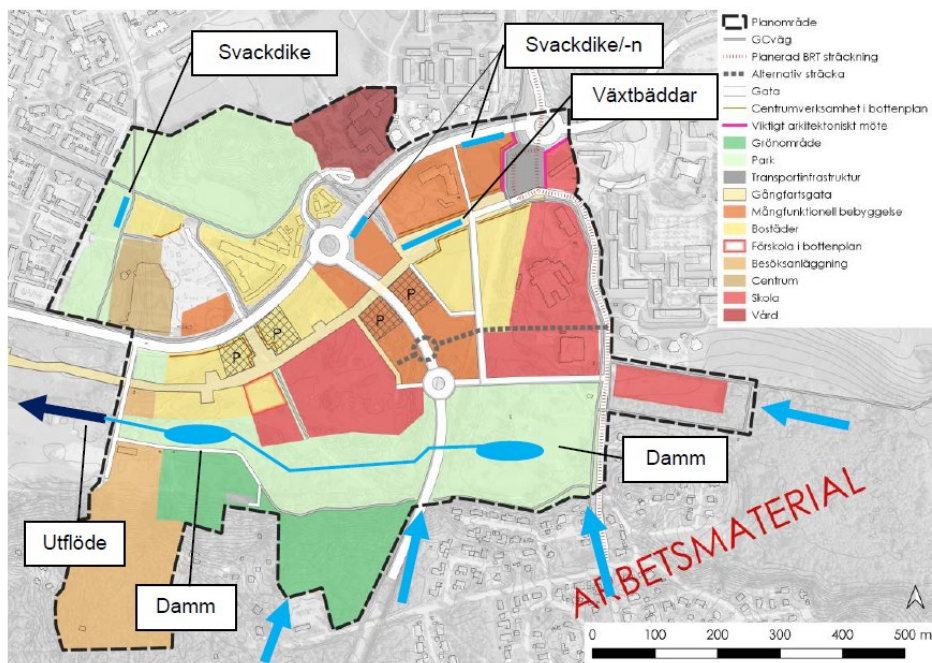 Svackdike
Svackdike/-n
Växtbäddar
Planområde
GCväg
Planerad BRT sträckning
Alternativ sträcka
Gata
Centrumverksamhet i bottenplan
Viktigt arkitektoniskt möte
Grönområde
Park
Transportinfrastruktur
Gångfartsgata
Mångfunktionell bebyggelse
Bostäder
Förskola i bottenplan
Besöksanläggning
Centrum
Skola
Vård
P
P
P
P
Damm
Utflöde
Damm
ARBETSMATERIAL
0 100 200 300 400 500 m